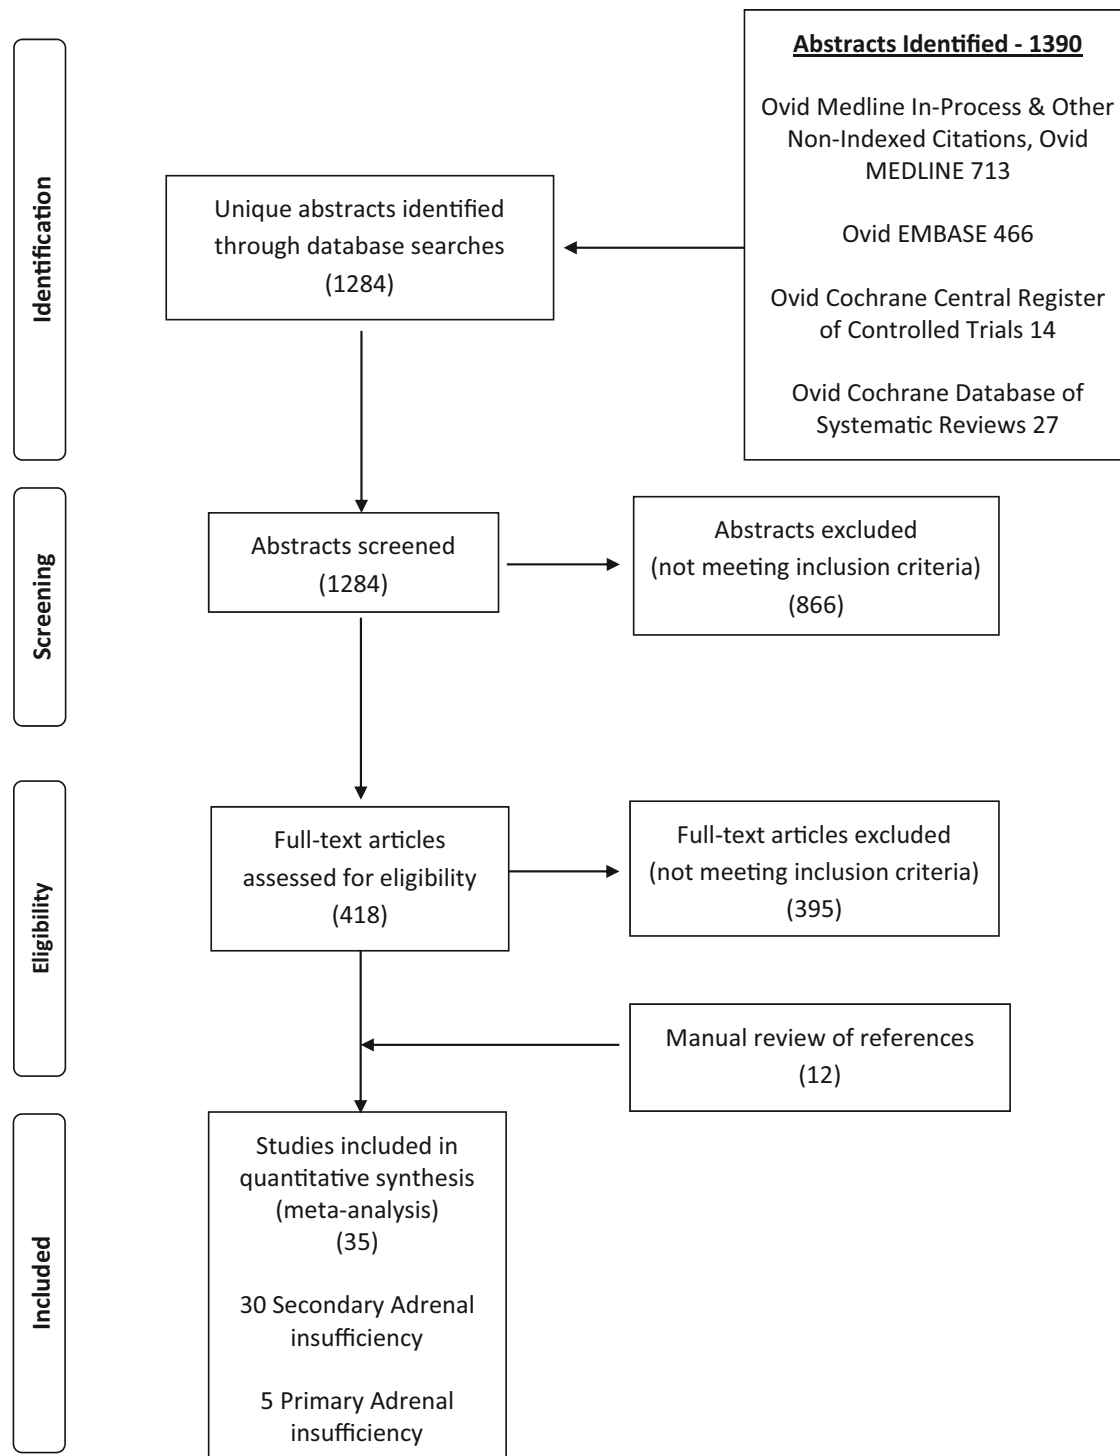 Abstracts Identified - 1390
Ovid Medline In-Process & Other
Non-Indexed Citations, Ovid
MEDLINE 713
Ovid EMBASE 466
Ovid Cochrane Central Register
of Controlled Trials 14
Ovid Cochrane Database of
Systematic Reviews 27
Identification
Unique abstracts identified
through database searches
(1284)
Screening
Abstracts screened
(1284)
Abstracts excluded
(not meeting inclusion criteria)
(866)
Eligibility
Full-text articles
assessed for eligibility
(418)
Full-text articles excluded
(not meeting inclusion criteria)
(395)
Manual review of references
(12)
Included
Studies included in
quantitative synthesis
(meta-analysis)
(35)
30 Secondary Adrenal
insufficiency
5 Primary Adrenal
insufficiency